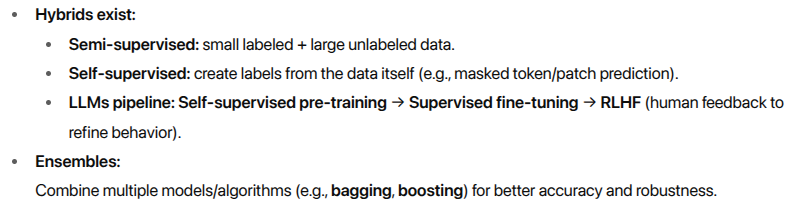 Hybrids exist:
Semi-supervised: small labeled + large unlabeled data.
Self-supervised: create labels from the data itself (e.g., masked token/patch prediction).
LLMs pipeline: Self-supervised pre-training → Supervised fine-tuning → RLHF (human feedback to
refine behavior).
Ensembles:
Combine multiple models/algorithms (e.g., bagging, boosting) for better accuracy and robustness.